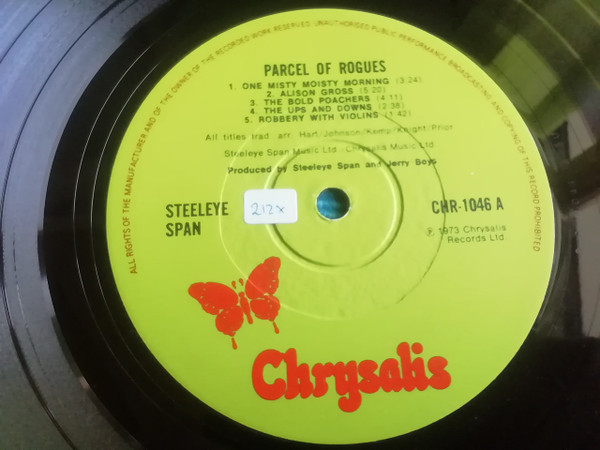 ALL RIGHTS OF THE MANUFACTURER AND OF THE OWNER OF THE RECORDED WORK RESERVED. UNAUTHORISED PUBLIC PERFORMANCE, BROADCASTING AND COPYING OF THIS RECORD PROHIBITED
PARCEL OF ROGUES
1. ONE MISTY MOISTY MORNING (3:24)
2. ALISON GROSS (5:20)
3. THE BOLD POACHERS (4:11)
4. THE UPS AND DOWNS (2:38)
5. ROBBERY WITH VIOLINS (1:42)
All titles trad. arr. Hart/Johnson/Kemp/Knight/Prior
Steeleye Span Music Ltd · Chrysalis Music Ltd
Produced by Steeleye Span and Jerry Boys
STEELEYE
SPAN
212x
CHR-1046 A
℗ 1973 Chrysalis
Records Ltd
Chrysalis